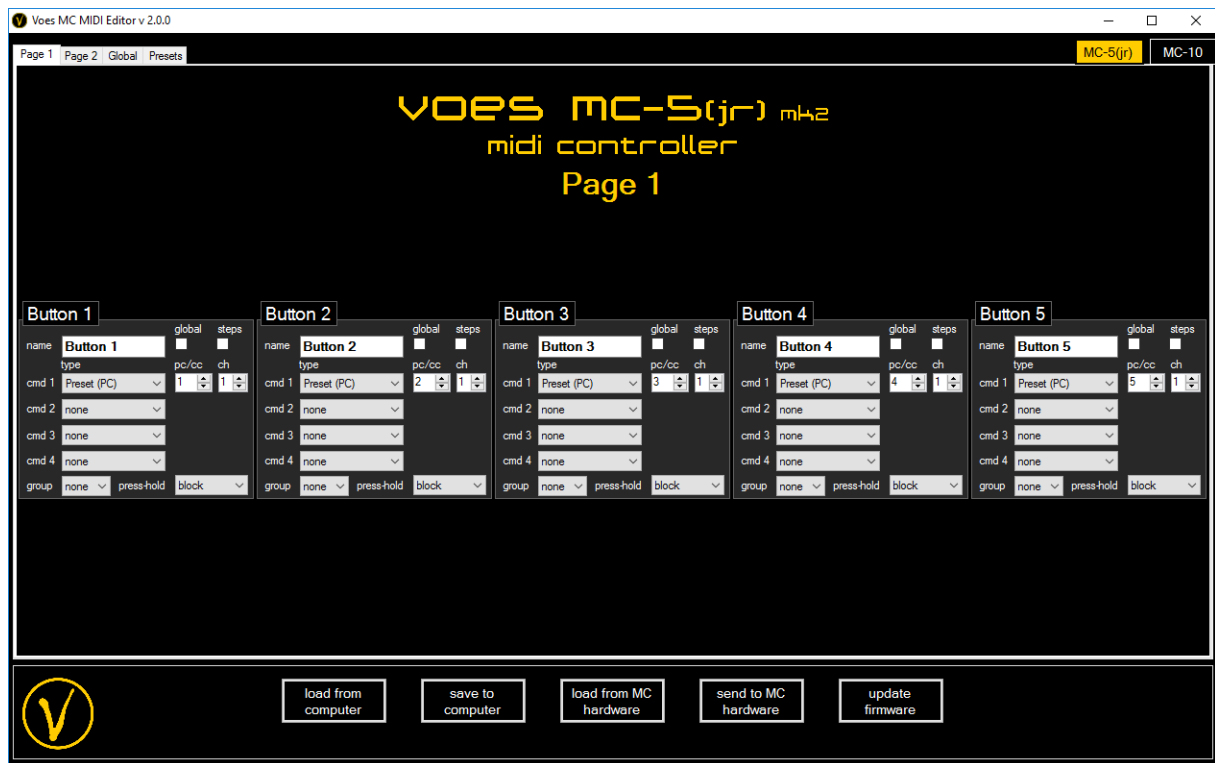 Voes MC MIDI Editor v 2.0.0
Page 1 Page 2 Global Presets MC-5(jr) MC-10
voes mc-5(jr) mk2
midi controller
Page 1
Button 1 Button 2 Button 3 Button 4 Button 5
global steps global steps global steps global steps global steps
name Button 1 name Button 2 name Button 3 name Button 4 name Button 5
type pc/cc ch type pc/cc ch type pc/cc ch type pc/cc ch type pc/cc ch
cmd 1 Preset (PC) 1 1 cmd 1 Preset (PC) 2 1 cmd 1 Preset (PC) 3 1 cmd 1 Preset (PC) 4 1 cmd 1 Preset (PC) 5 1
cmd 2 none cmd 2 none cmd 2 none cmd 2 none cmd 2 none
cmd 3 none cmd 3 none cmd 3 none cmd 3 none cmd 3 none
cmd 4 none cmd 4 none cmd 4 none cmd 4 none cmd 4 none
group none press-hold block group none press-hold block group none press-hold block group none press-hold block group none press-hold block
load from save to load from MC send to MC update
computer computer hardware hardware firmware